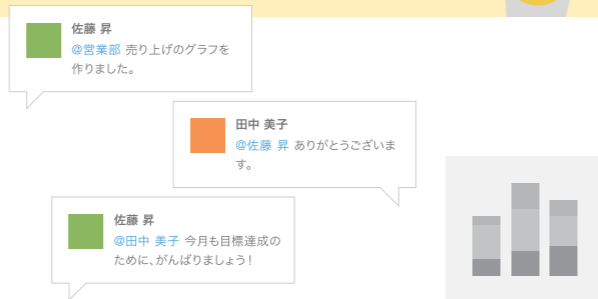 佐藤 昇
@営業部 売り上げのグラフを
作りました。
田中 美子
@佐藤 昇 ありがとうございま
す。
佐藤 昇
@田中 美子 今月も目標達成の
ために、がんばりましょう!